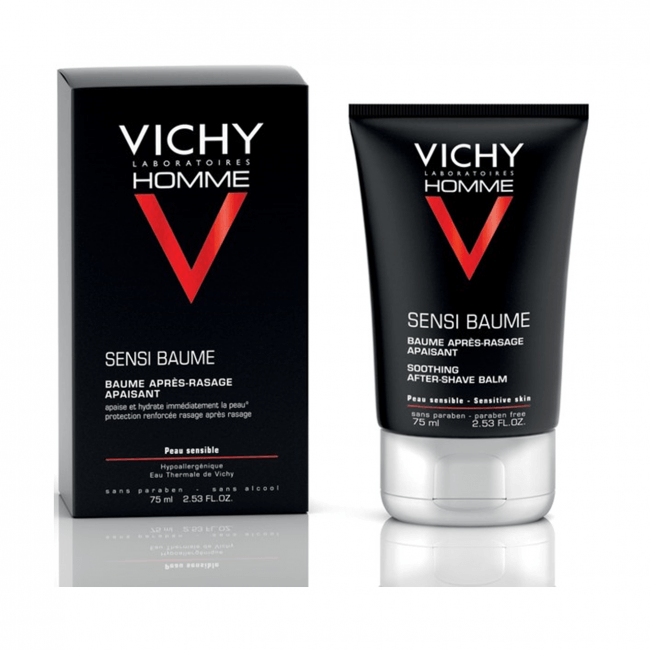 VICHY
LABORATOIRES
HOMME
SENSI BAUME
BAUME APRÈS-RASAGE
APAISANT
apaise et hydrate immédiatement la peau*
protection renforcée rasage après rasage
Peau sensible
Hypoallergénique
Eau Thermale de Vichy
sans paraben - sans alcool
75 ml 2.53 FL.OZ.
VICHY
LABORATOIRES
HOMME
SENSI BAUME
BAUME APRÈS-RASAGE
APAISANT
SOOTHING
AFTER-SHAVE BALM
Peau sensible - Sensitive skin
sans paraben - paraben free
75 ml 2.53 FL.OZ.